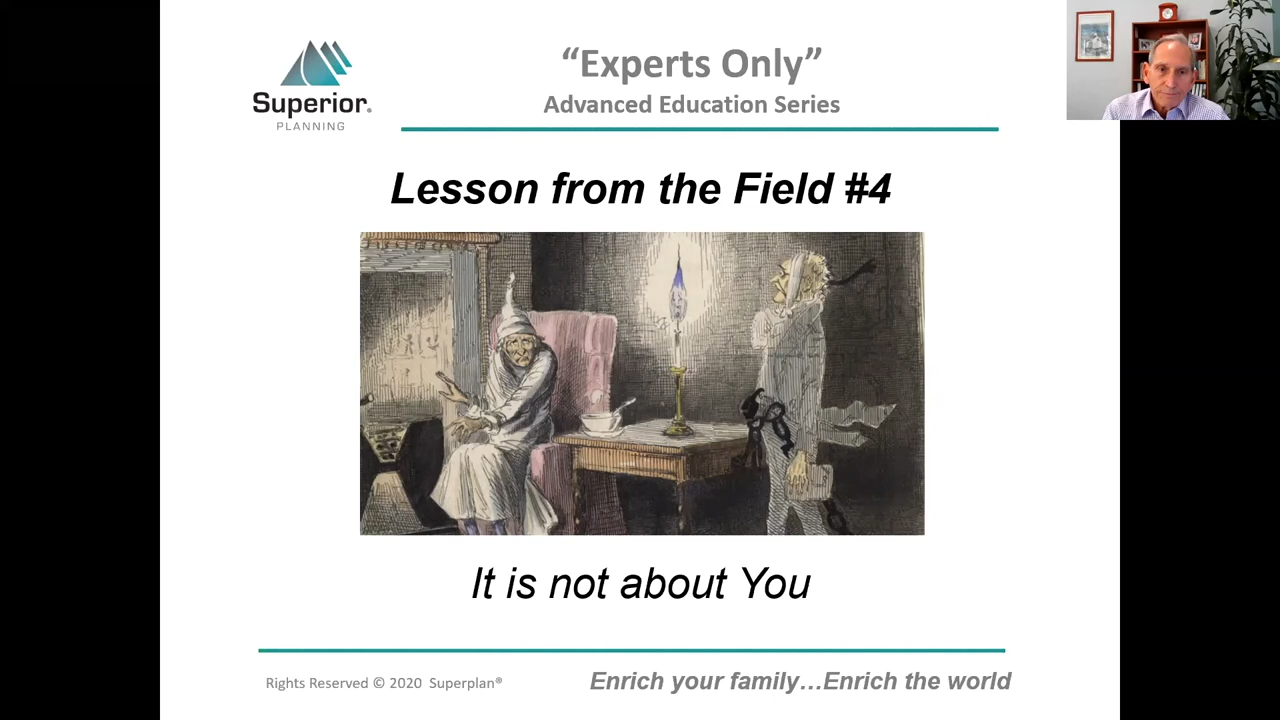 Superior®
PLANNING
“Experts Only”
Advanced Education Series
Lesson from the Field #4
It is not about You
Rights Reserved © 2020 Superplan®
Enrich your family…Enrich the world